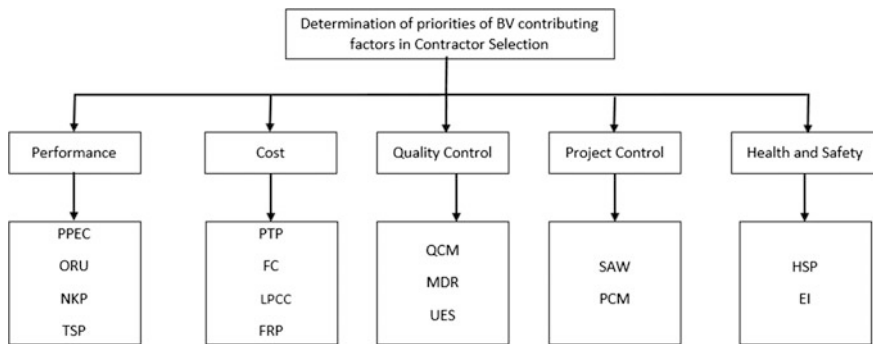 Determination of priorities of BV contributing
factors in Contractor Selection
Performance
Cost
Quality Control
Project Control
Health and Safety
PPEC
ORU
NKP
TSP
PTP
FC
LPCC
FRP
QCM
MDR
UES
SAW
PCM
HSP
EI